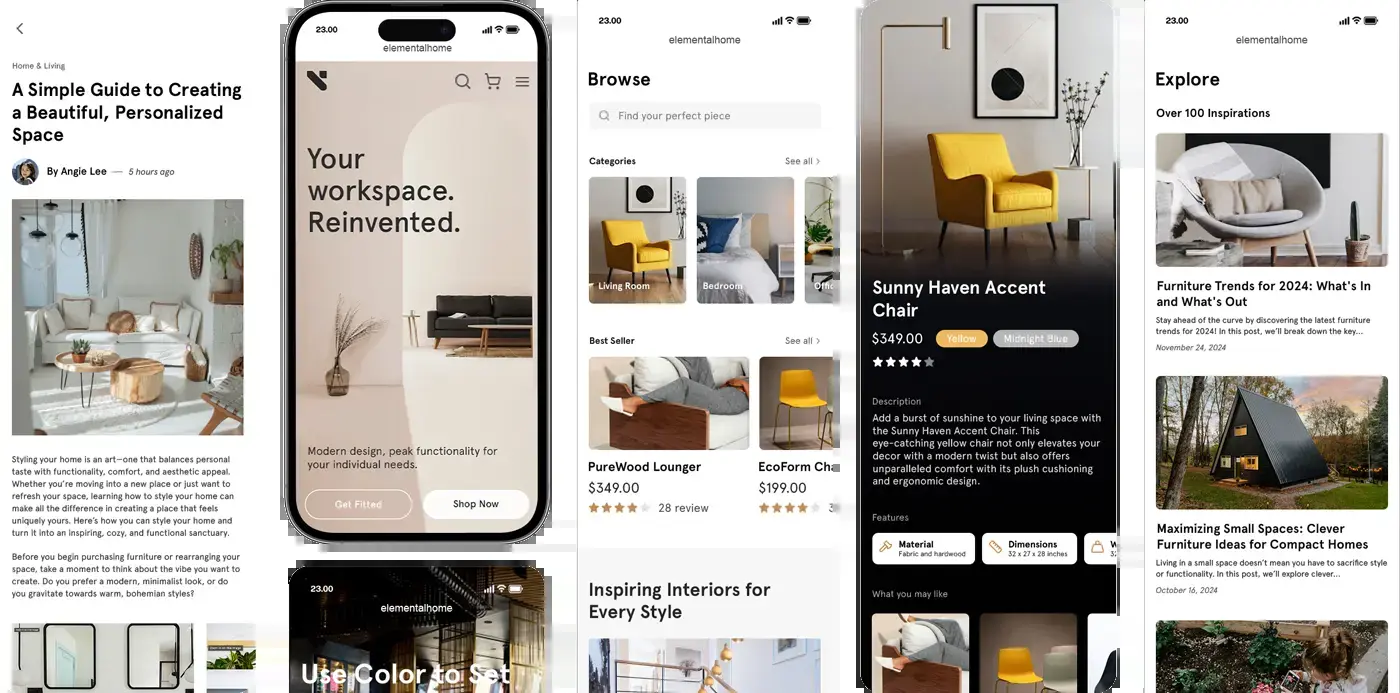 Home & Living
A Simple Guide to Creating
a Beautiful, Personalized
Space
By Angie Lee — 5 hours ago
Styling your home is an art—one that balances personal
taste with functionality, comfort, and aesthetic appeal.
Whether you're moving into a new place or just want to
refresh your space, learning how to style your home can
make all the difference in creating a place that feels
uniquely yours. Here's how you can style your home and
turn it into an inspiring, cozy, and functional sanctuary.
Before you begin purchasing furniture or rearranging your
space, take a moment to think about the vibe you want to
create. Do you prefer a modern, minimalist look, or do
you gravitate towards warm, bohemian styles?
23.00
elementalhome
Your
workspace.
Reinvented.
Modern design, peak functionality for
your individual needs.
Get Fitted
Shop Now
23.00
elementalhome
Use Color to Set
23.00
elementalhome
Browse
Find your perfect piece
Categories
See all >
Living Room
Bedroom
Offic
Best Seller
See all >
PureWood Lounger
$349.00
28 review
EcoForm Cha
$199.00
Inspiring Interiors for
Every Style
Sunny Haven Accent
Chair
$349.00
Yellow
Midnight Blue
Description
Add a burst of sunshine to your living space with
the Sunny Haven Accent Chair. This
eye-catching yellow chair not only elevates your
decor with a modern twist but also offers
unparalleled comfort with its plush cushioning
and ergonomic design.
Features
Material
Fabric and hardwood
Dimensions
32 x 27 x 28 inches
W
32
What you may like
23.00
elementalhome
Explore
Over 100 Inspirations
Furniture Trends for 2024: What's In
and What's Out
Stay ahead of the curve by discovering the latest furniture
trends for 2024! In this post, we'll break down the key...
November 24, 2024
Maximizing Small Spaces: Clever
Furniture Ideas for Compact Homes
Living in a small space doesn't mean you have to sacrifice style
or functionality. In this post, we'll explore clever...
October 16, 2024